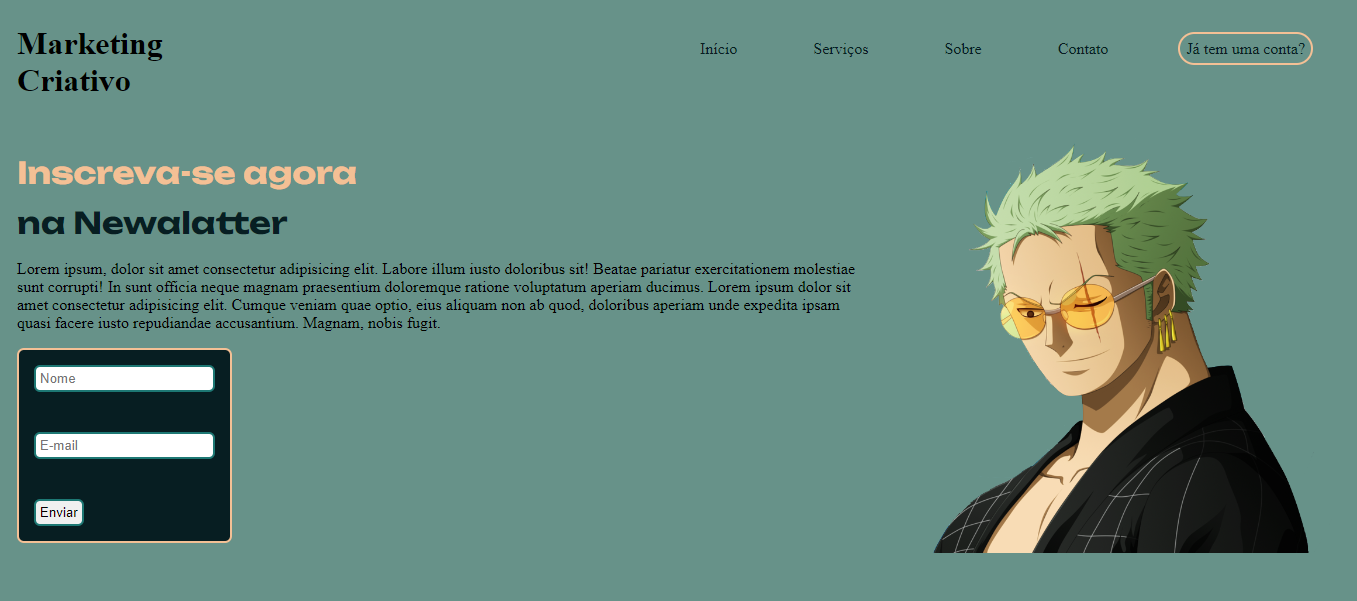 Marketing
Criativo
Início
Serviços
Sobre
Contato
Já tem uma conta?
Inscreva-se agora
na Newalatter
Lorem ipsum, dolor sit amet consectetur adipisicing elit. Labore illum iusto doloribus sit! Beatae pariatur exercitationem molestiae
sunt corrupti! In sunt officia neque magnam praesentium doloremque ratione voluptatum aperiam ducimus. Lorem ipsum dolor sit
amet consectetur adipisicing elit. Cumque veniam quae optio, eius aliquam non ab quod, doloribus aperiam unde expedita ipsam
quasi facere iusto repudiandae accusantium. Magnam, nobis fugit.
Nome
E-mail
Enviar